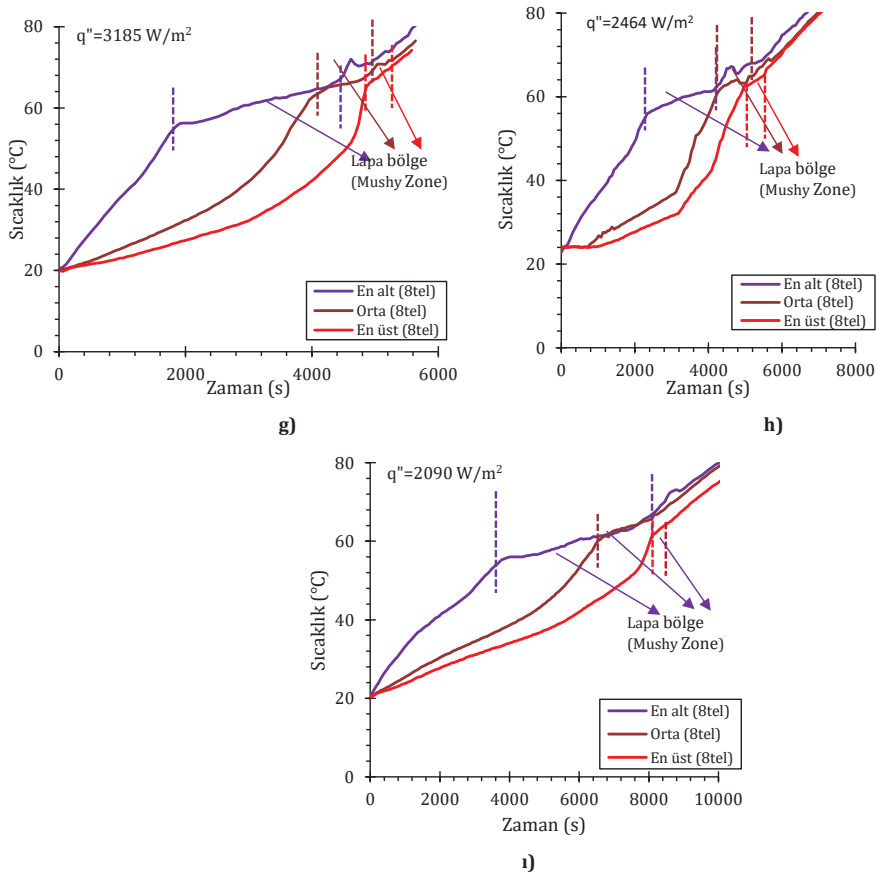 q"=3185 W/m²
80
60
40
20
0
Sıcaklık (°C)
Lapa bölge
(Mushy Zone)
En alt (8tel)
Orta (8tel)
En üst (8tel)
0 2000 4000 6000
Zaman (s)
g)
q"=2464 W/m²
80
60
40
20
0
Sıcaklık (°C)
Lapa bölge
(Mushy Zone)
En alt (8tel)
Orta (8tel)
En üst (8tel)
0 2000 4000 6000 8000
Zaman (s)
h)
q"=2090 W/m²
80
60
40
20
0
Sıcaklık (°C)
Lapa bölge
(Mushy Zone)
En alt (8tel)
Orta (8tel)
En üst (8tel)
0 2000 4000 6000 8000 10000
Zaman (s)
ı)